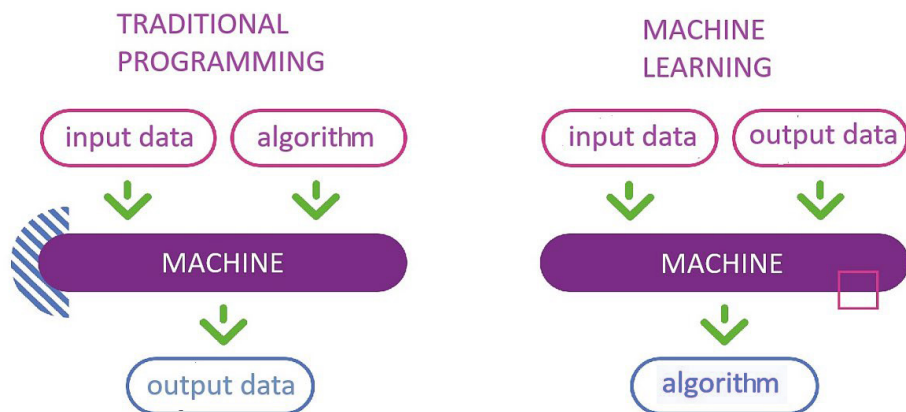 TRADITIONAL
PROGRAMMING
input data
algorithm
MACHINE
output data
MACHINE
LEARNING
input data
output data
MACHINE
algorithm